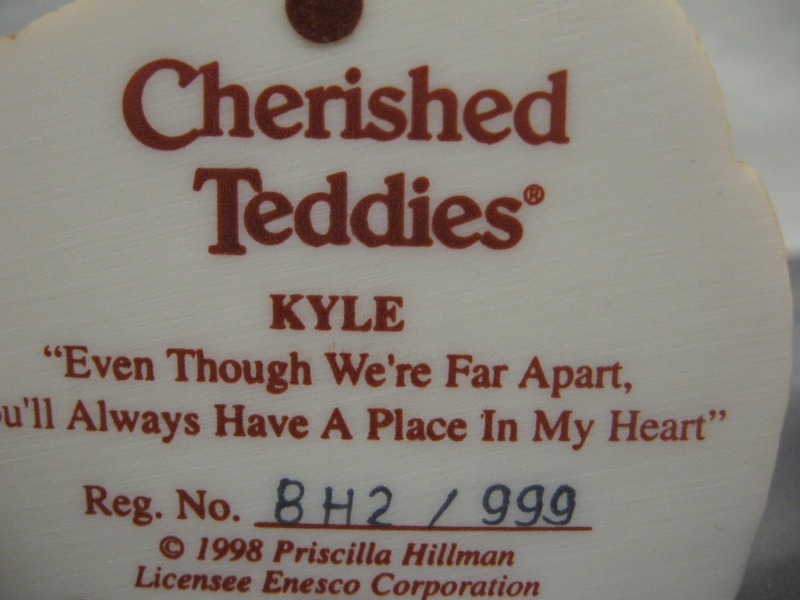 Cherished
Teddies®
KYLE
“Even Though We're Far Apart,
ou'll Always Have A Place In My Heart”
Reg. No. 8H2 / 999
© 1998 Priscilla Hillman
Licensee Enesco Corporation